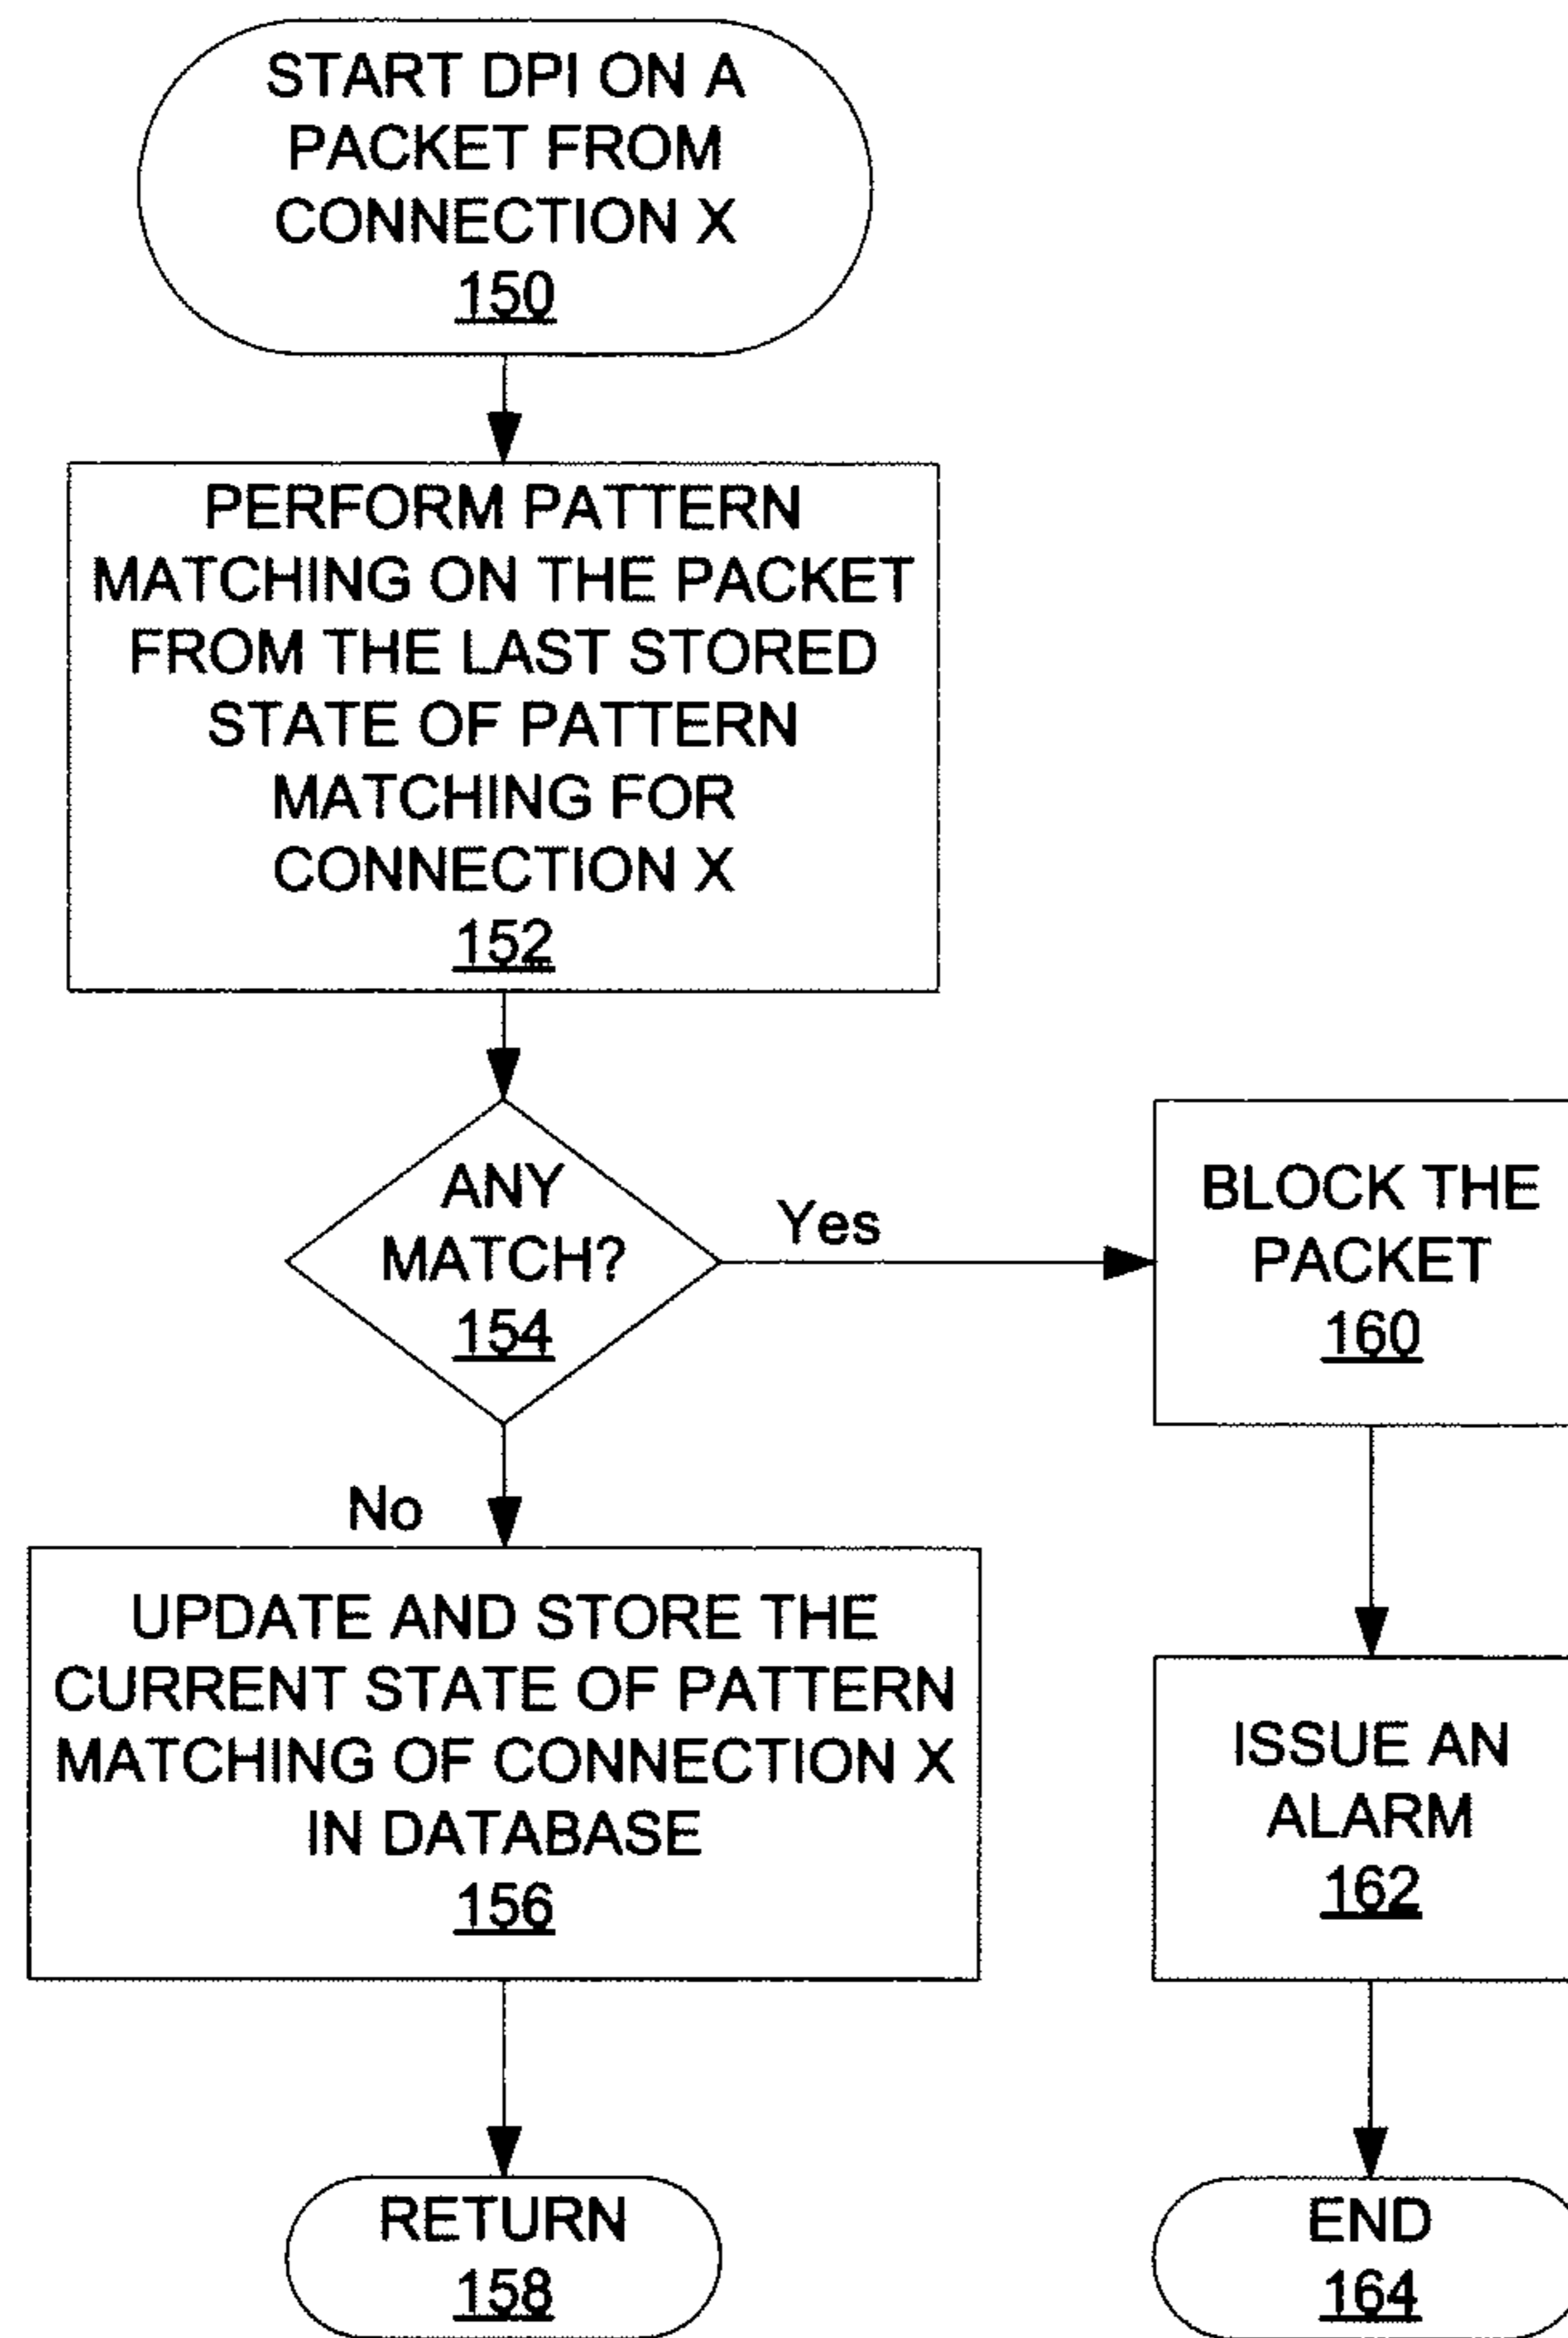 START DPI ON A
PACKET FROM
CONNECTION X
150
PERFORM PATTERN
MATCHING ON THE PACKET
FROM THE LAST STORED
STATE OF PATTERN
MATCHING FOR
CONNECTION X
152
ANY
MATCH?
154
Yes
BLOCK THE
PACKET
160
No
UPDATE AND STORE THE
CURRENT STATE OF PATTERN
MATCHING OF CONNECTION X
IN DATABASE
156
ISSUE AN
ALARM
162
RETURN
158
END
164